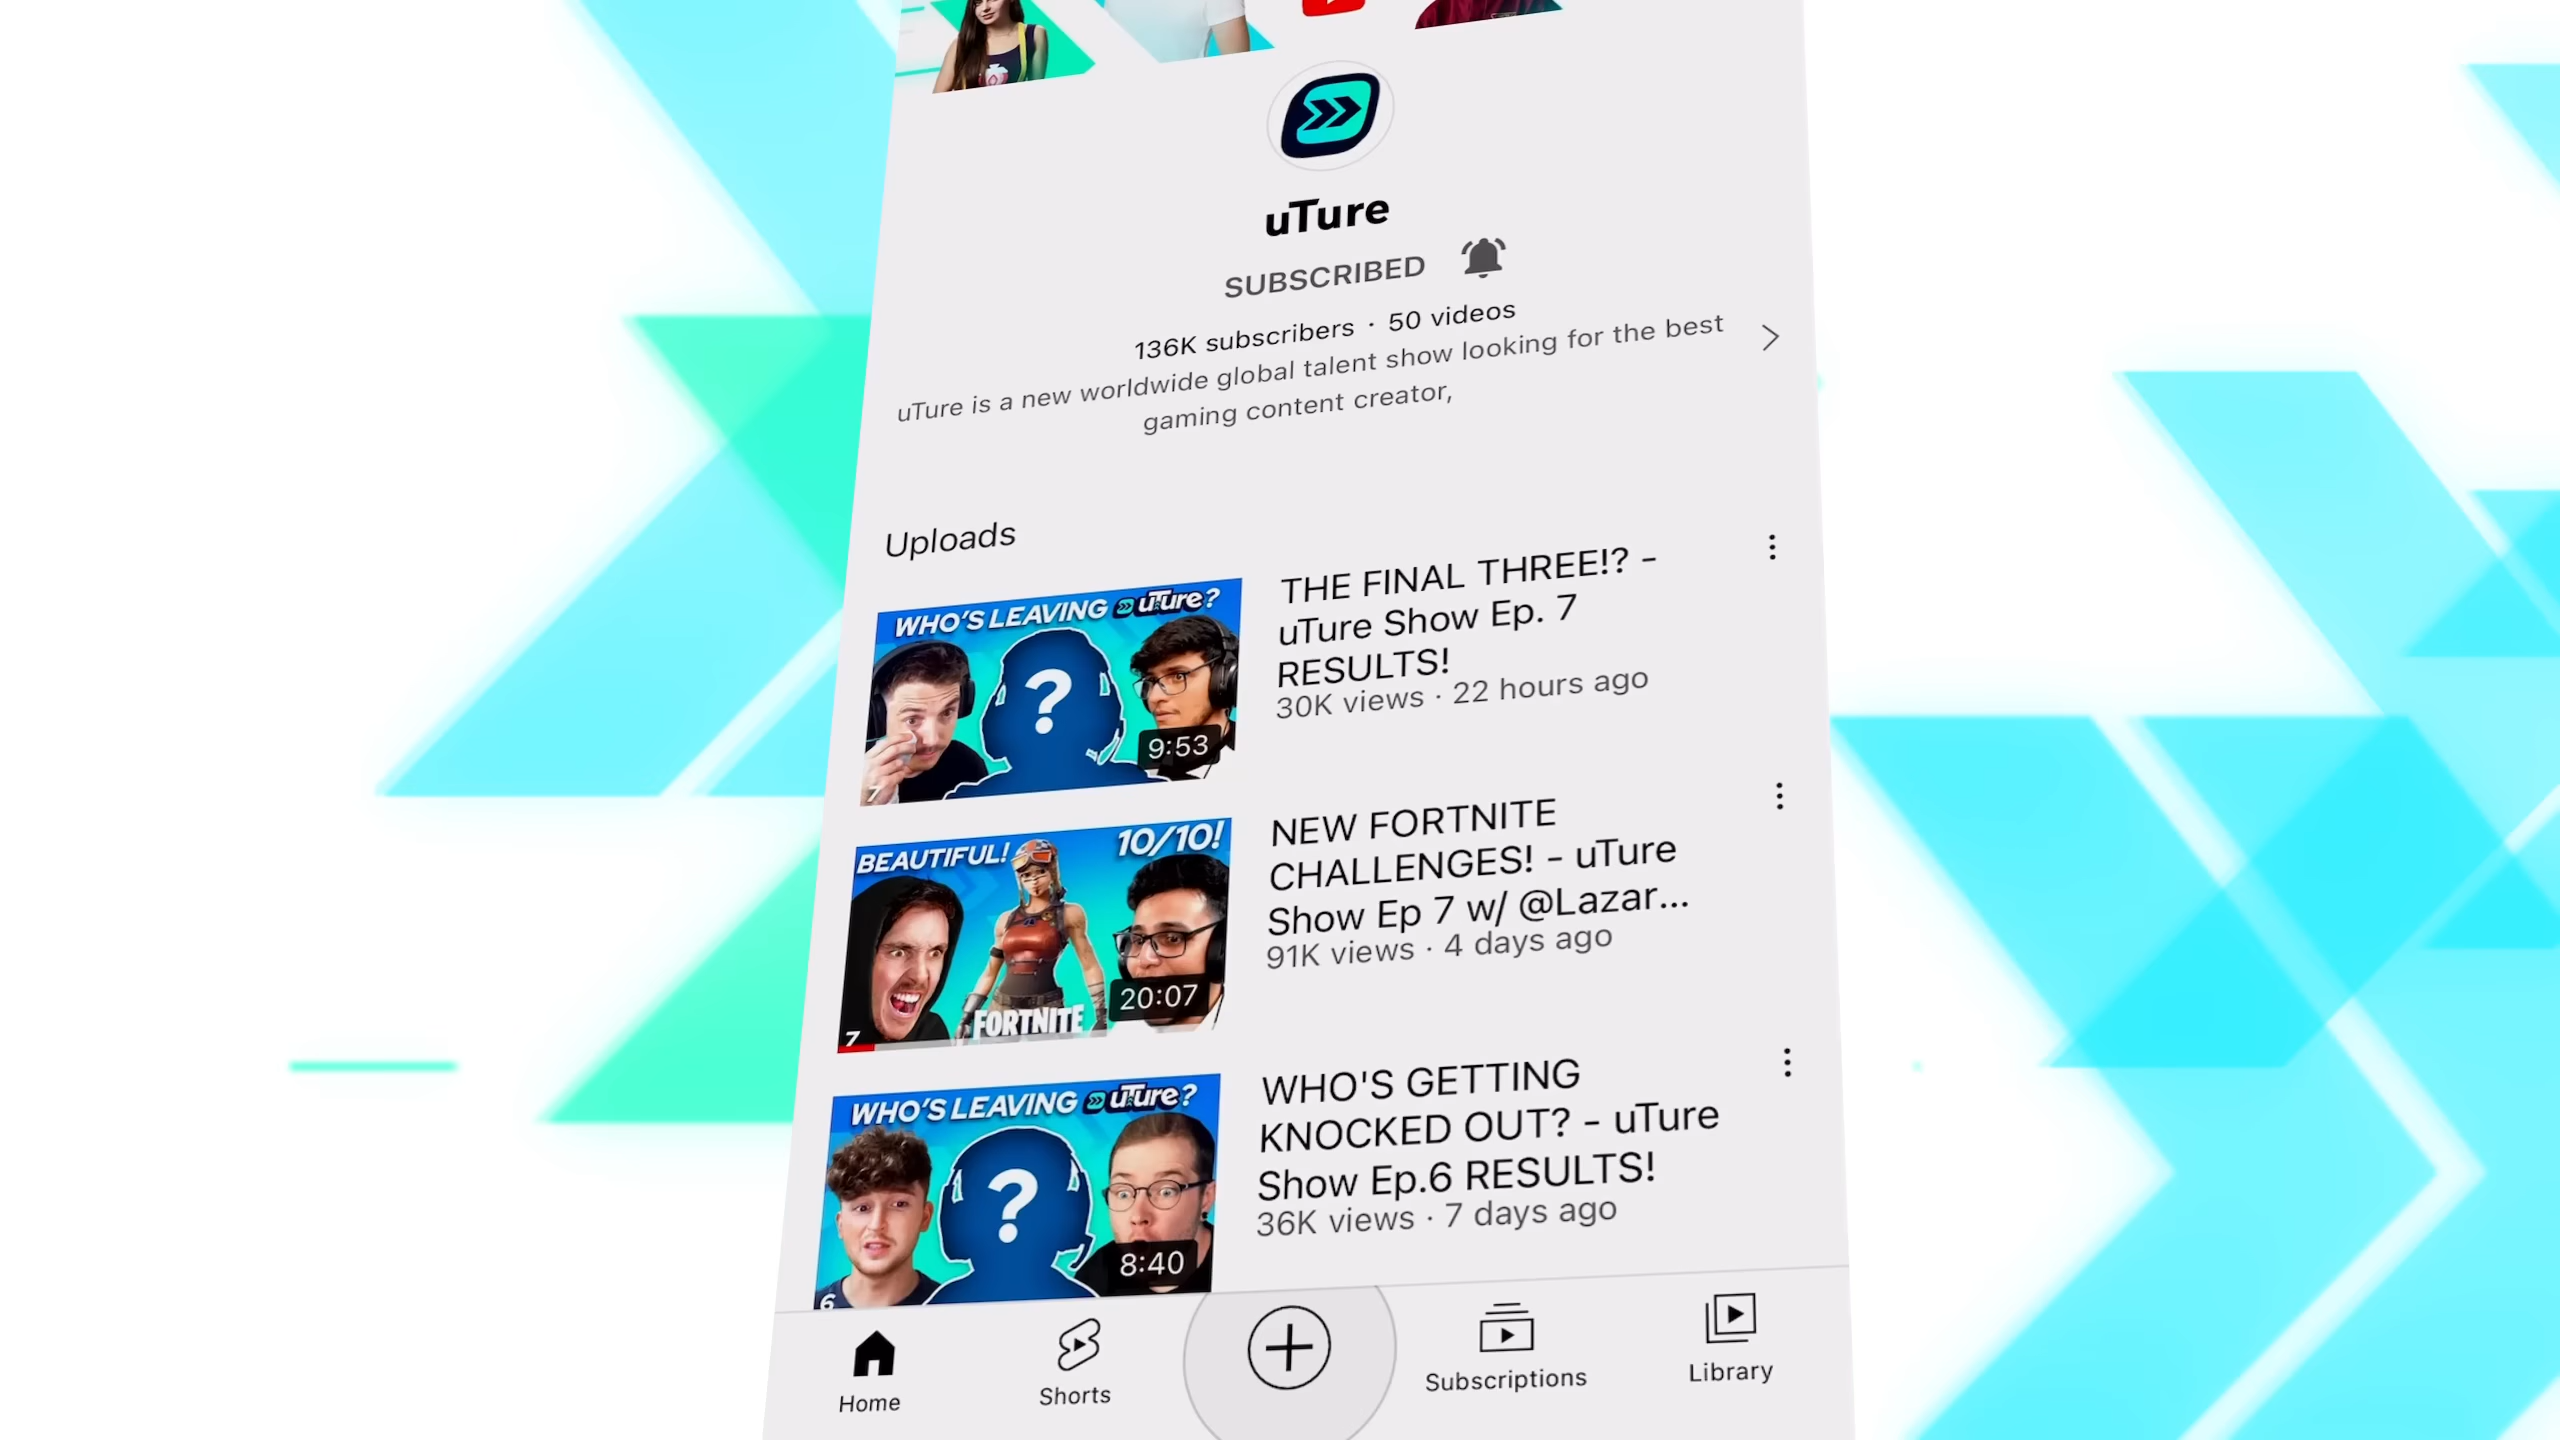 uTure
SUBSCRIBED
136K subscribers · 50 videos
uTure is a new worldwide global talent show looking for the best
gaming content creator,
Uploads
WHO'S LEAVING uTure?
?
9:53
7
THE FINAL THREE!? -
uTure Show Ep. 7
RESULTS!
30K views · 22 hours ago
BEAUTIFUL!
10/10!
FORTNITE
20:07
7
NEW FORTNITE
CHALLENGES! - uTure
Show Ep 7 w/ @Lazar...
91K views · 4 days ago
WHO'S LEAVING uTure?
?
8:40
6
WHO'S GETTING
KNOCKED OUT? - uTure
Show Ep.6 RESULTS!
36K views · 7 days ago
Home
Shorts
Subscriptions
Library